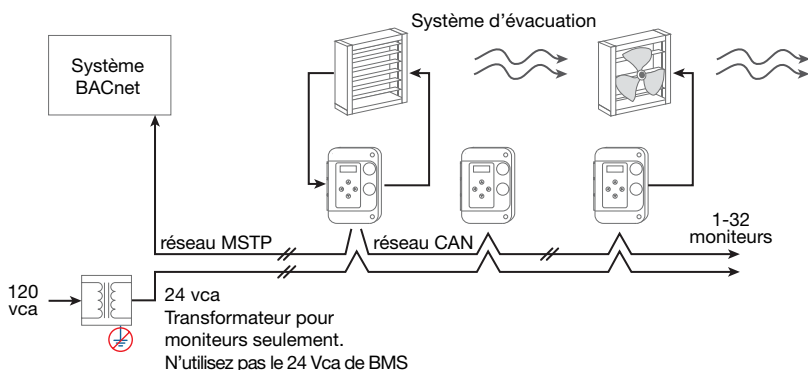 Système d'évacuation
Système
BACnet
réseau MSTP
réseau CAN
1-32
moniteurs
120
vca
24 vca
Transformateur pour
moniteurs seulement.
N'utilisez pas le 24 Vca de BMS